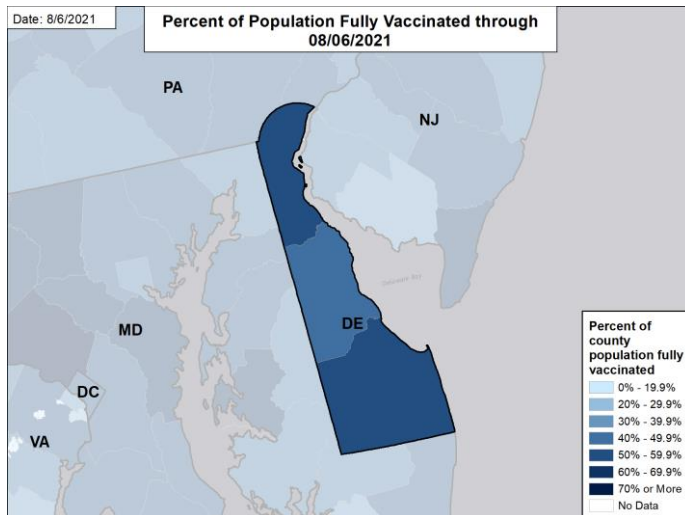 Date: 8/6/2021
Percent of Population Fully Vaccinated through
08/06/2021
PA
NJ
Delaware Bay
DE
MD
DC
VA
Percent of
county
population fully
vaccinated
0% - 19.9%
20% - 29.9%
30% - 39.9%
40% - 49.9%
50% - 59.9%
60% - 69.9%
70% or More
No Data